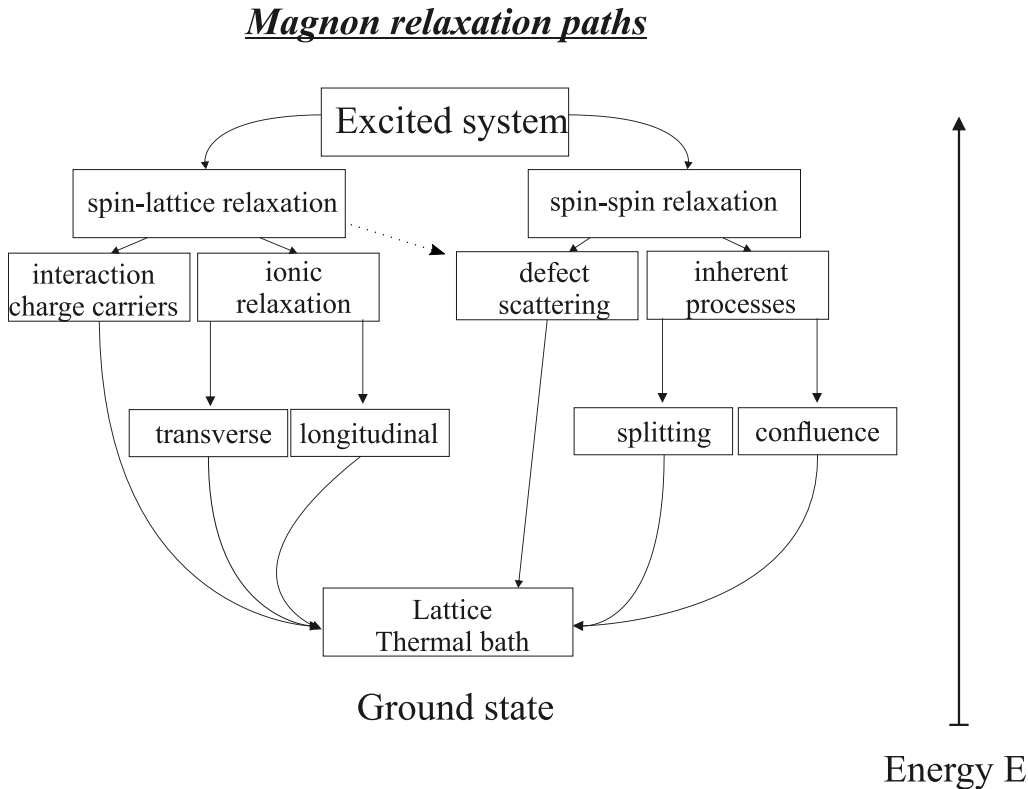 Magnon relaxation paths
Excited system
spin-lattice relaxation
spin-spin relaxation
interaction
charge carriers
ionic
relaxation
defect
scattering
inherent
processes
transverse
longitudinal
splitting
confluence
Lattice
Thermal bath
Ground state
Energy E